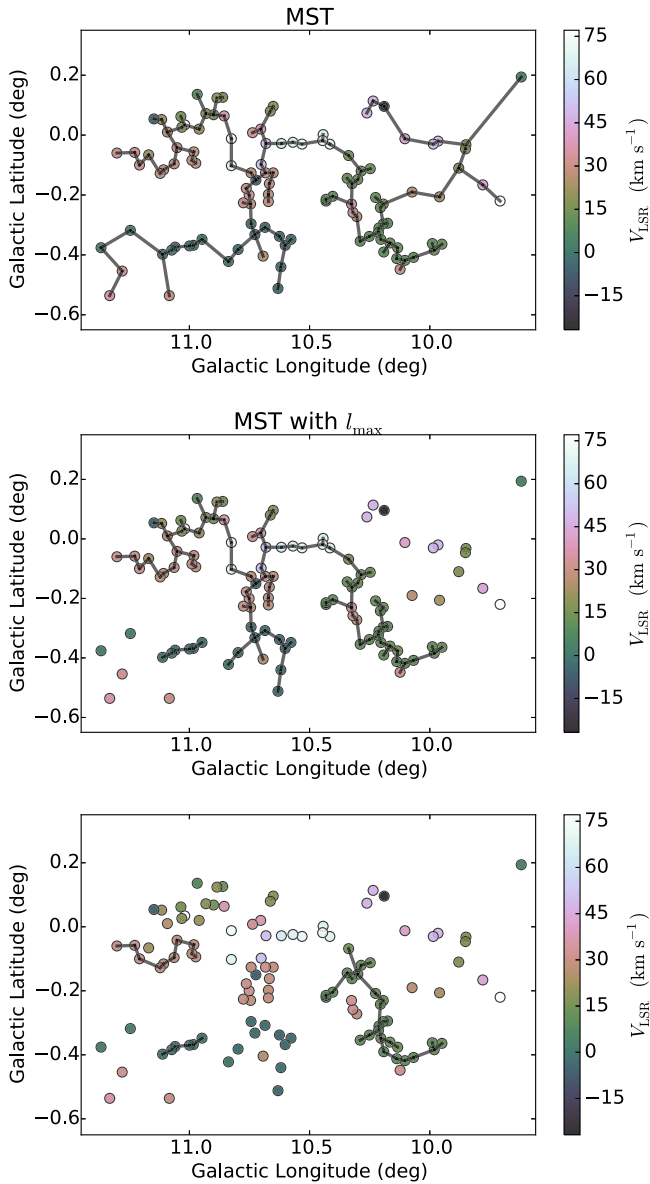 MST
0.2
0.0
−0.2
−0.4
−0.6
Galactic Latitude (deg)
11.0 10.5 10.0
Galactic Longitude (deg)
75
60
45
30
15
0
−15
V_LSR (km s⁻¹)
MST with l_max
0.2
0.0
−0.2
−0.4
−0.6
Galactic Latitude (deg)
11.0 10.5 10.0
Galactic Longitude (deg)
75
60
45
30
15
0
−15
V_LSR (km s⁻¹)
0.2
0.0
−0.2
−0.4
−0.6
Galactic Latitude (deg)
11.0 10.5 10.0
Galactic Longitude (deg)
75
60
45
30
15
0
−15
V_LSR (km s⁻¹)